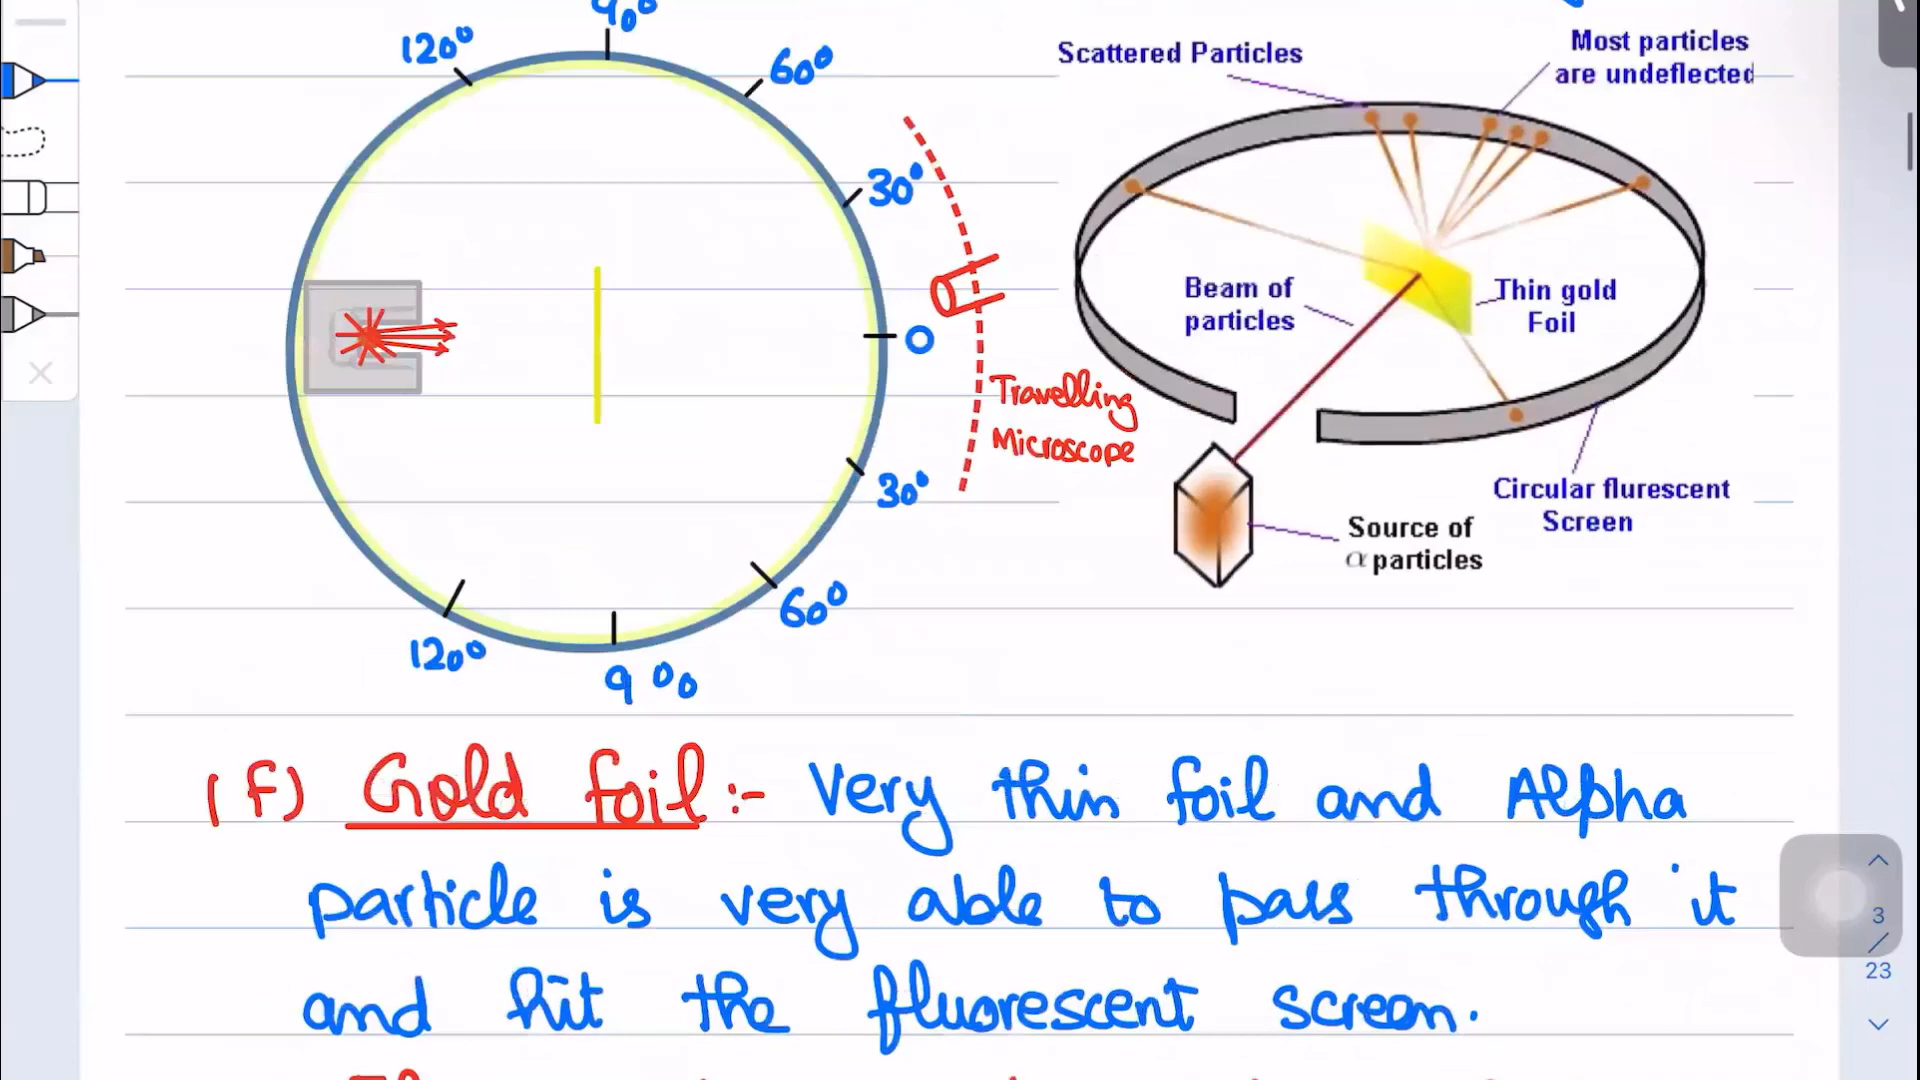 90°
120°
60°
30°
0
Travelling
Microscope
30°
60°
120°
90°
Scattered Particles
Most particles
are undeflected
Beam of
particles
Thin gold
Foil
Circular flurescent
Screen
Source of
α particles
(f) Gold foil :- Very thin foil and Alpha
particle is very able to pass through it
and hit the fluorescent screen.
3
/
23